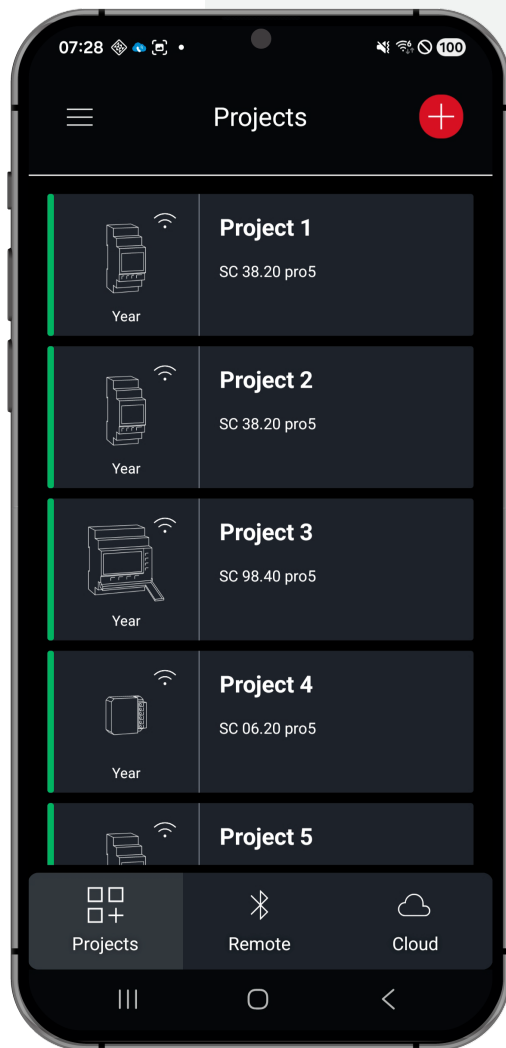 07:28
100
Projects
Project 1
SC 38.20 pro5
Year
Project 2
SC 38.20 pro5
Year
Project 3
SC 98.40 pro5
Year
Project 4
SC 06.20 pro5
Year
Project 5
Projects Remote Cloud